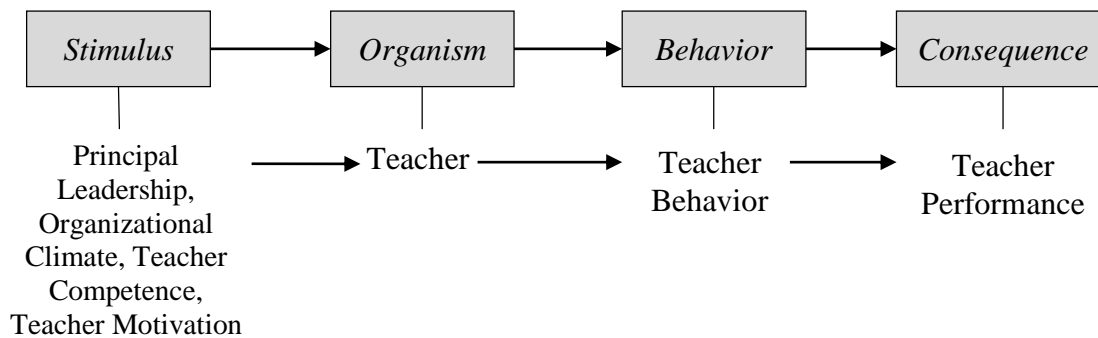 Stimulus
Organism
Behavior
Consequence
Principal
Leadership,
Organizational
Climate, Teacher
Competence,
Teacher Motivation
Teacher
Teacher
Behavior
Teacher
Performance